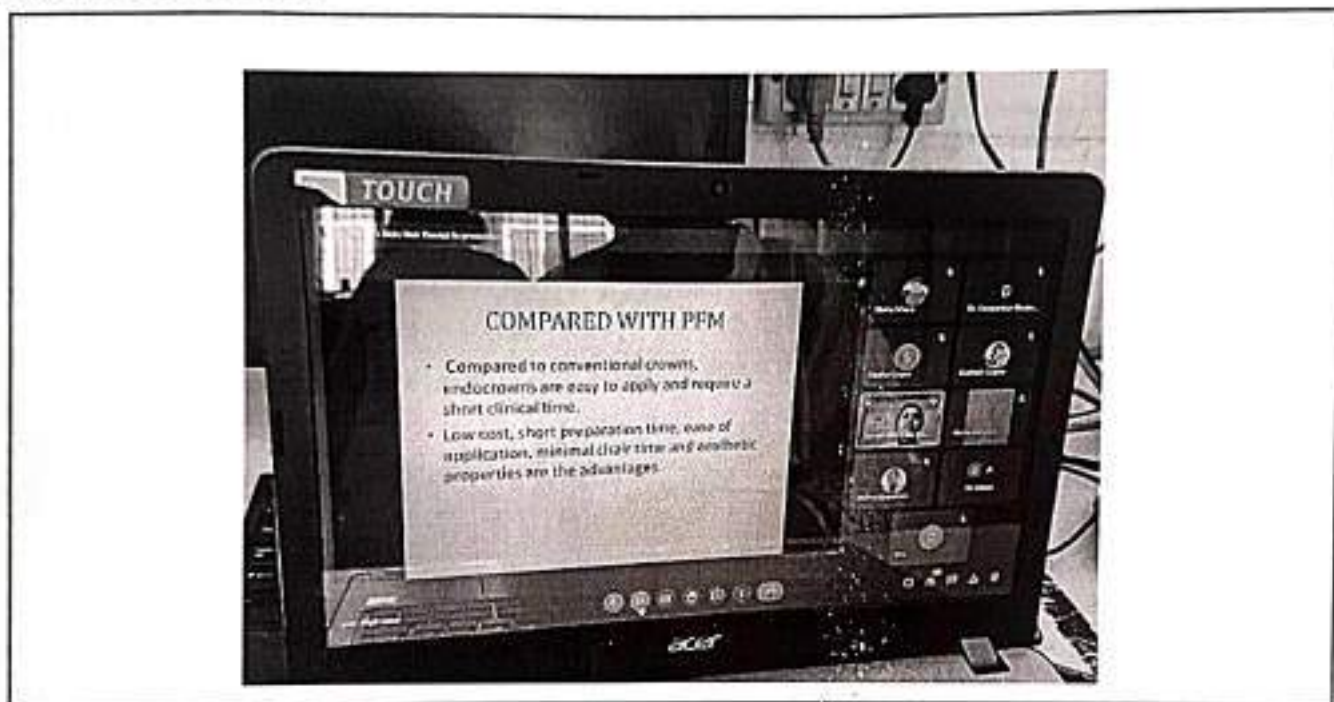 TOUCH
COMPARED WITH PFM
• Compared to conventional crowns,
endocrowns are easy to apply and require a
short clinical time.
• Low cost, short preparation time, ease of
application, minimal chair time and aesthetic
properties are the advantages
acer